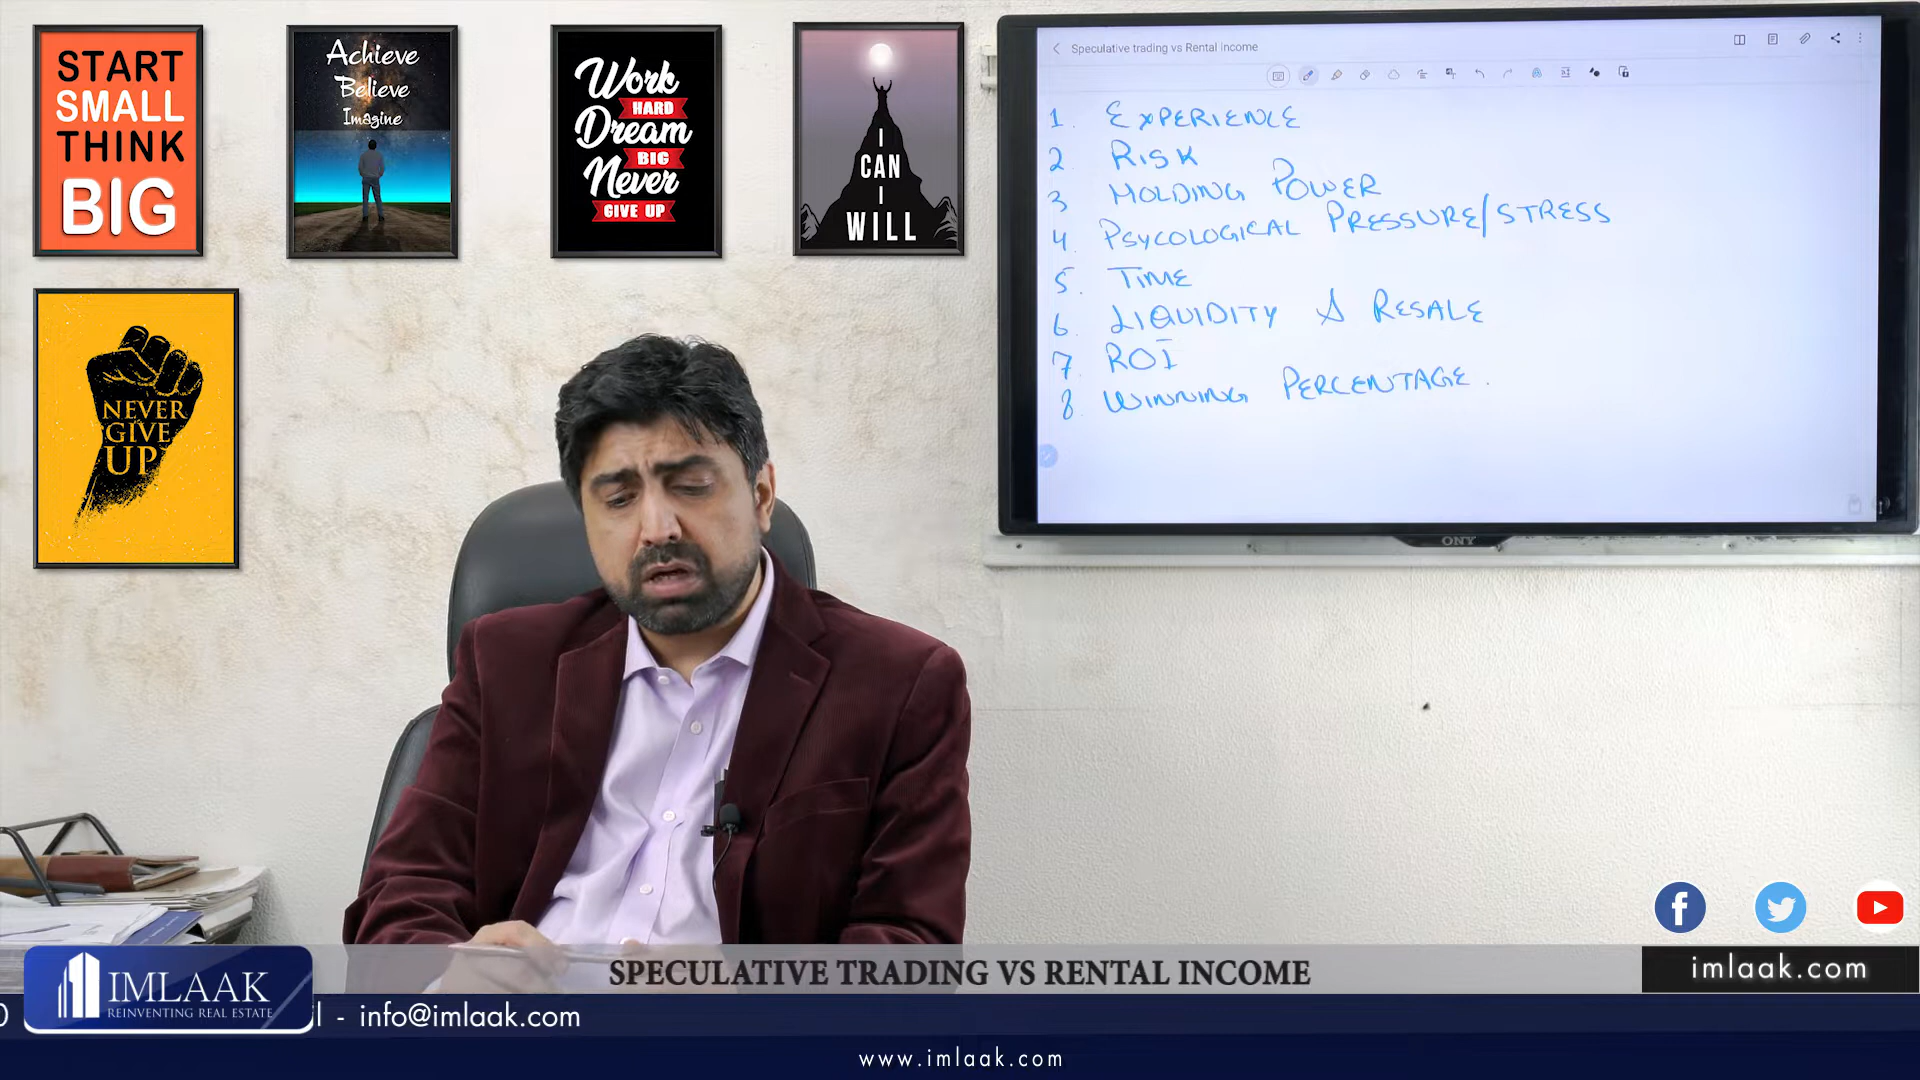 START
SMALL
THINK
BIG
Achieve
Believe
Imagine
Work
HARD
Dream
BIG
Never
GIVE UP
I
CAN
I
WILL
NEVER
GIVE
UP
Speculative trading vs Rental income
1. EXPERIENCE
2. RISK
3. HOLDING POWER
4. PSYCOLOGICAL PRESSURE/STRESS
5. TIME
6. LIQUIDITY & RESALE
7. ROI
8. WINNING PERCENTAGE.
ONY
SPECULATIVE TRADING VS RENTAL INCOME
imlaak.com
IMLAAK
REINVENTING REAL ESTATE
- info@imlaak.com
www.imlaak.com